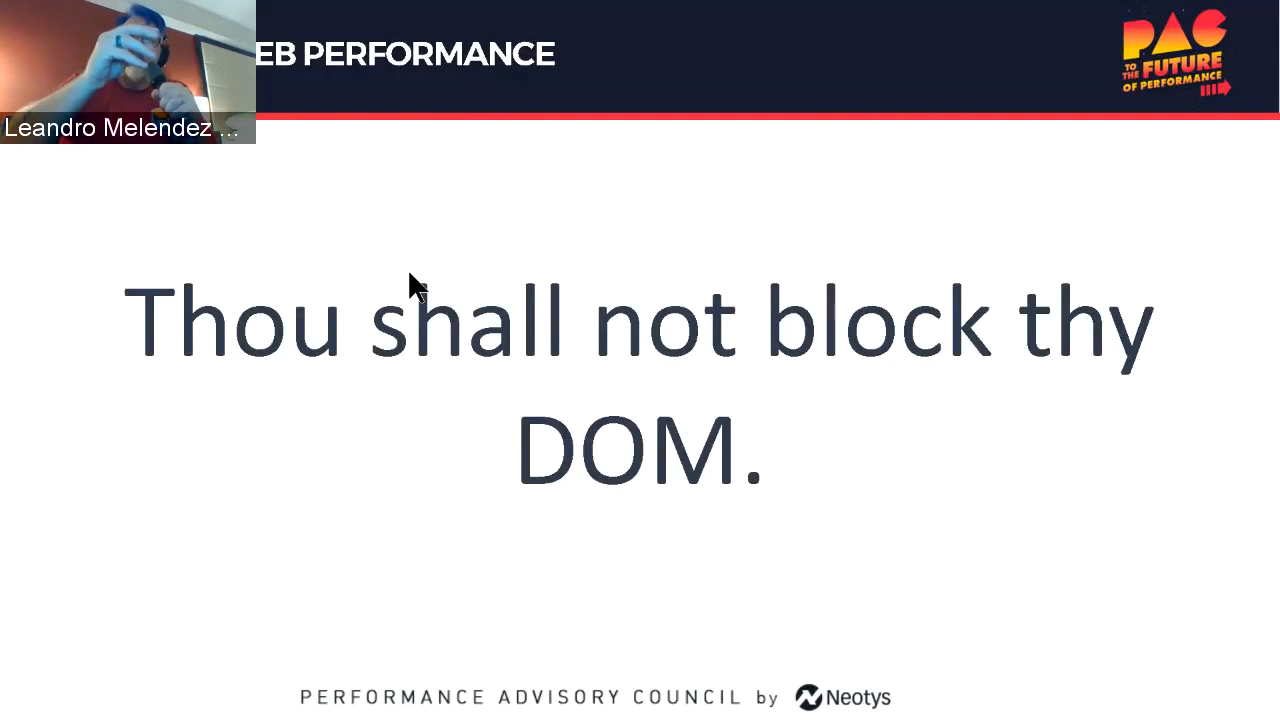 EB PERFORMANCE
PAC
TO THE FUTURE
OF PERFORMANCE
Leandro Melendez ...
Thou shall not block thy
DOM.
PERFORMANCE ADVISORY COUNCIL by Neotys